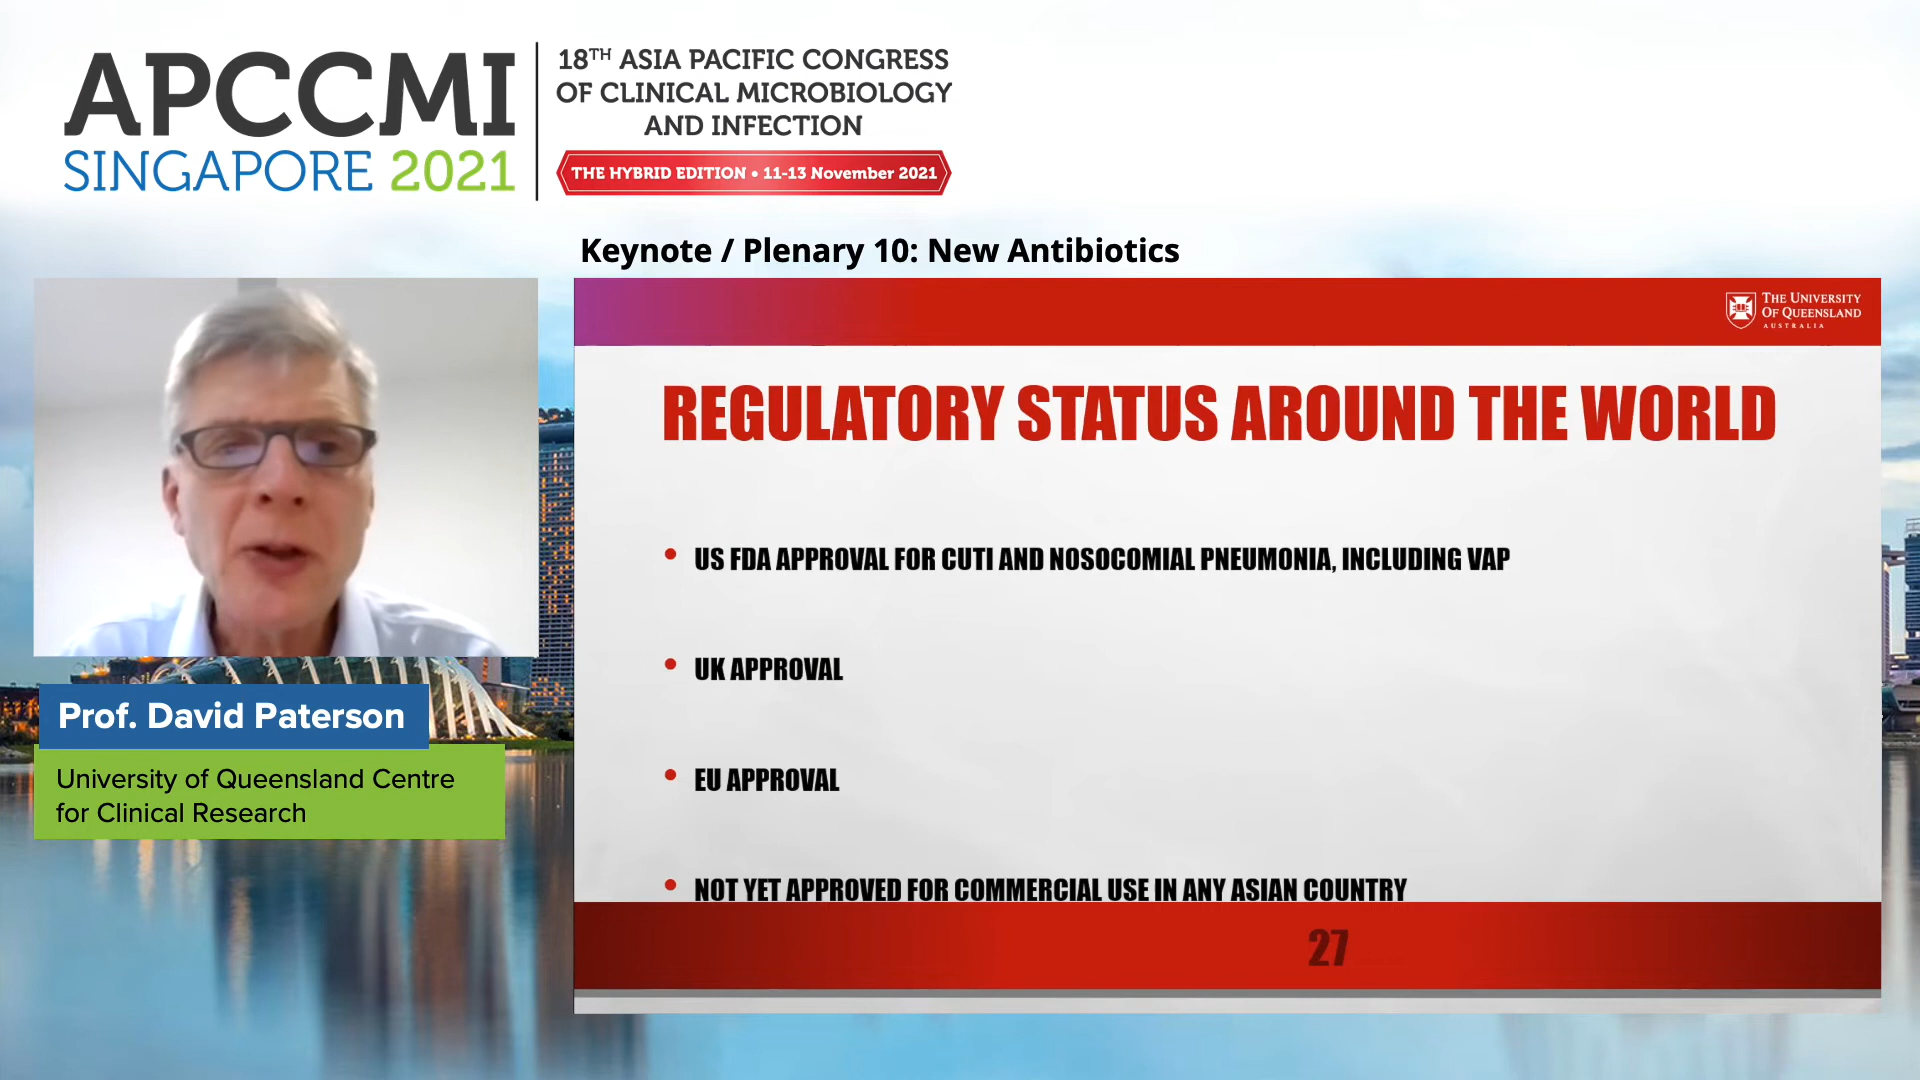 APCCMI
SINGAPORE 2021
18TH ASIA PACIFIC CONGRESS
OF CLINICAL MICROBIOLOGY
AND INFECTION
THE HYBRID EDITION • 11-13 November 2021
Keynote / Plenary 10: New Antibiotics
THE UNIVERSITY
OF QUEENSLAND
AUSTRALIA
REGULATORY STATUS AROUND THE WORLD
• US FDA APPROVAL FOR CUTI AND NOSOCOMIAL PNEUMONIA, INCLUDING VAP
• UK APPROVAL
• EU APPROVAL
• NOT YET APPROVED FOR COMMERCIAL USE IN ANY ASIAN COUNTRY
27
Prof. David Paterson
University of Queensland Centre
for Clinical Research